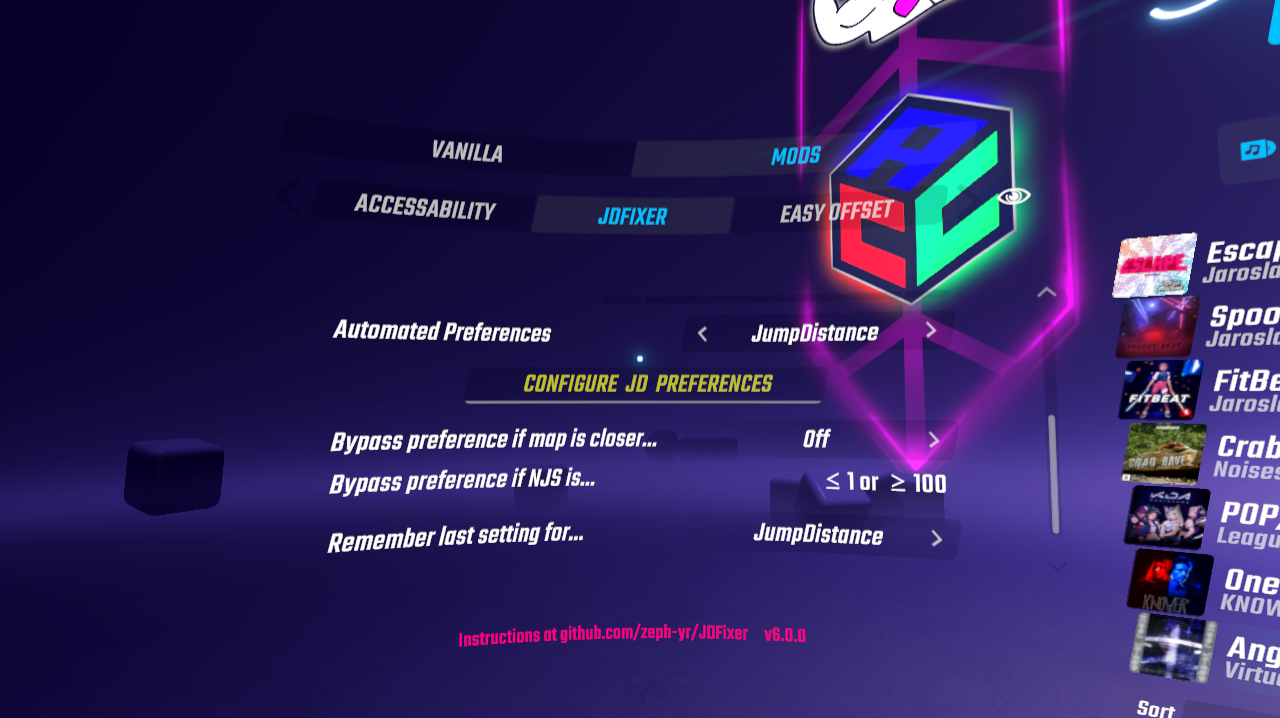 VANILLA MODS
ACCESSABILITY JDFIXER EASY OFFSET
Automated Preferences JumpDistance
CONFIGURE JD PREFERENCES
Bypass preference if map is closer... Off
Bypass preference if NJS is... ≤ 1 or ≥ 100
Remember last setting for... JumpDistance
Instructions at github.com/zeph-yr/JDFixer v6.0.0
ACC
Escap
Jarosla
Spoo
Jarosla
FitBe
Jarosla
FITBEAT
Crab
Noises
CRAB RAVE
POP/
Leagu
One
KNOW
KNOWER
Ang
Virtu
Sort